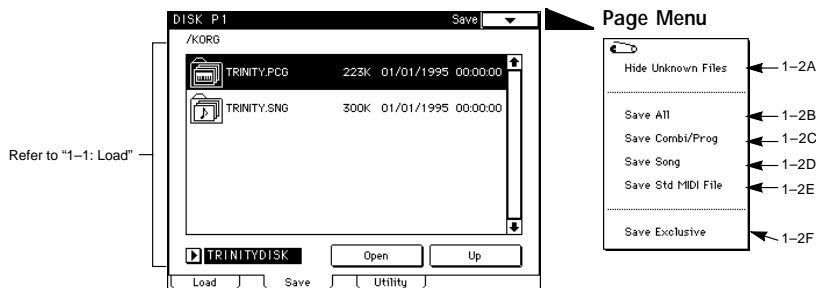 DISK P1 Save
/KORG
TRINITY.PCG 223K 01/01/1995 00:00:00
TRINITY.SNG 300K 01/01/1995 00:00:00
Refer to “1–1: Load”
TRINITYDISK Open Up
Load Save Utility
Page Menu
Hide Unknown Files 1–2A
Save All 1–2B
Save Combi/Prog 1–2C
Save Song 1–2D
Save Std MIDI File 1–2E
Save Exclusive 1–2F